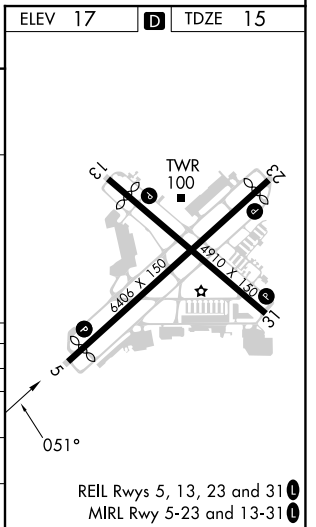 ELEV 17 D TDZE 15
TWR
100
13
23
P
P
4910 X 150
6406 X 150
P
P
31
5
051°
REIL Rwys 5, 13, 23 and 31 L
MIRL Rwy 5-23 and 13-31 L